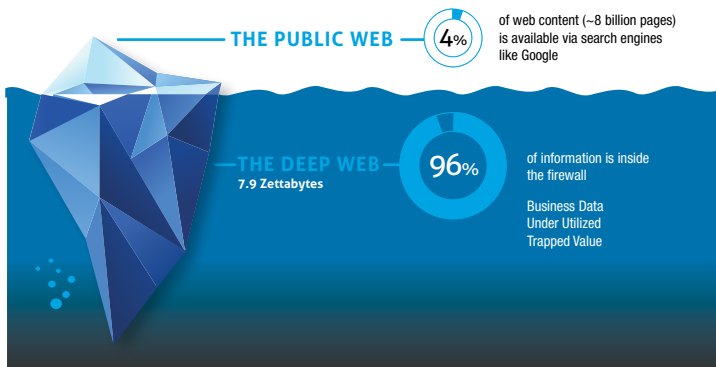 THE PUBLIC WEB
4%
of web content (~8 billion pages)
is available via search engines
like Google
THE DEEP WEB
7.9 Zettabytes
96%
of information is inside
the firewall
Business Data
Under Utilized
Trapped Value